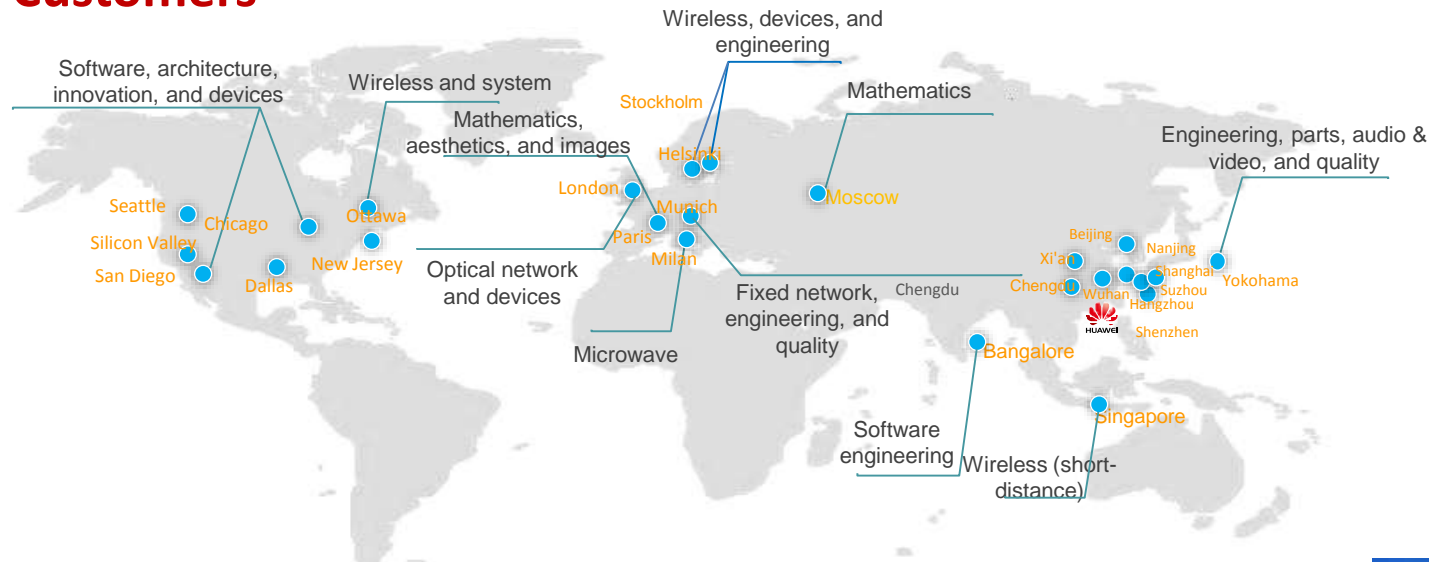 Customers
Wireless, devices, and
engineering
Software, architecture,
innovation, and devices
Wireless and system
Mathematics
Stockholm
Mathematics,
aesthetics, and images
Engineering, parts, audio &
video, and quality
Helsinki
London
Moscow
Seattle
Chicago
Ottawa
Munich
Paris
Milan
Silicon Valley
San Diego
Dallas
New Jersey
Beijing
Nanjing
Xi'an
Shanghai
Yokohama
Chengdu
Chengdu
Wuhan
Suzhou
Hangzhou
HUAWEI
Shenzhen
Optical network
and devices
Fixed network,
engineering, and
quality
Microwave
Bangalore
Singapore
Software
engineering
Wireless (short-
distance)